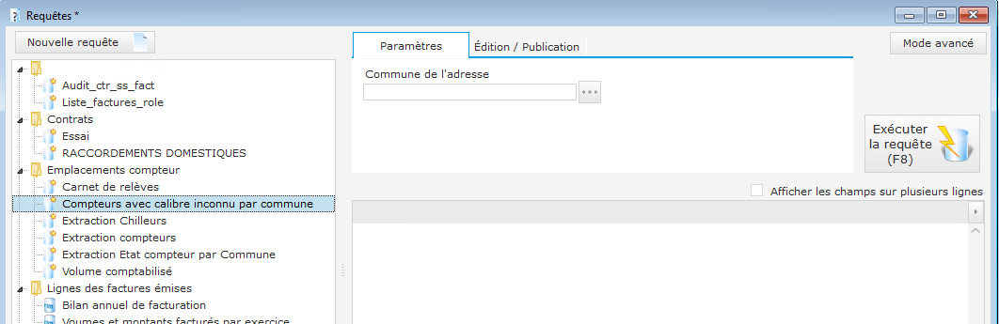 Requêtes *
Nouvelle requête
Audit_ctr_ss_fact
Liste_factures_role
Contrats
Essai
RACCORDEMENTS DOMESTIQUES
Emplacements compteur
Carnet de relèves
Compteurs avec calibre inconnu par commune
Extraction Chilleurs
Extraction compteurs
Extraction Etat compteur par Commune
Volume comptabilisé
Lignes des factures émises
Bilan annuel de facturation
Voumes et montants facturés par exercice
Paramètres
Édition / Publication
Mode avancé
Commune de l'adresse
Exécuter
la requête
(F8)
Afficher les champs sur plusieurs lignes